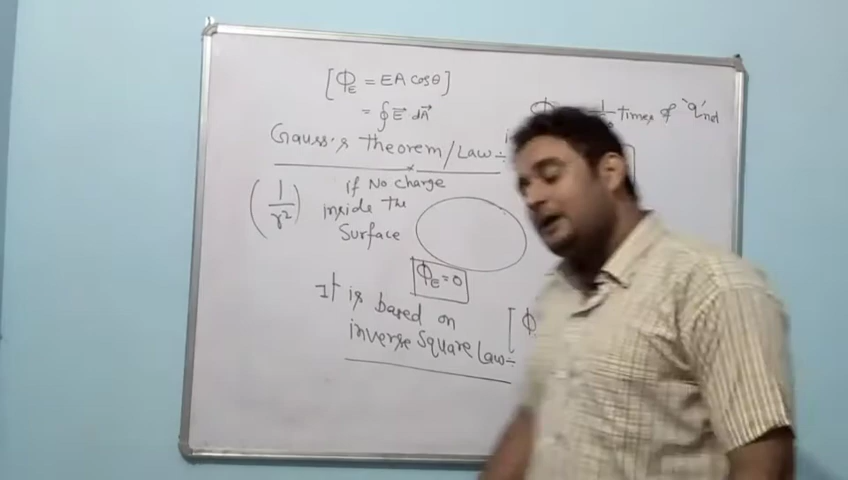 [Φ_E = EA cosθ]
= ∮E⃗ dA⃗
Gauss's theorem/Law÷
times of 'q'nd
(1/r²)
if No charge
inside the
Surface
Φ_E = 0
It is based on
inverse Square Law÷
[Φ